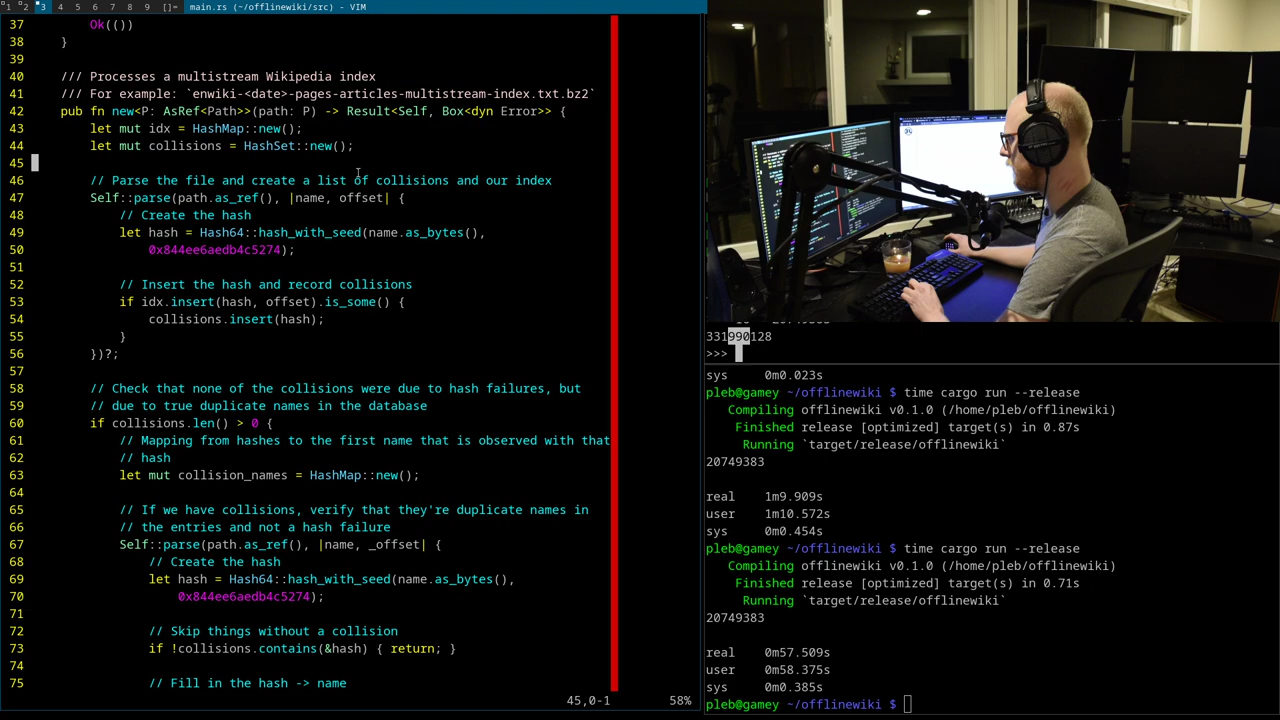 1 2 3 4 5 6 7 8 9 []= main.rs (~/offlinewiki/src) - VIM
37 Ok(())
38 }
39
40 /// Processes a multistream Wikipedia index
41 /// For example: `enwiki-<date>-pages-articles-multistream-index.txt.bz2`
42 pub fn new<P: AsRef<Path>>(path: P) -> Result<Self, Box<dyn Error>> {
43 let mut idx = HashMap::new();
44 let mut collisions = HashSet::new();
45
46 // Parse the file and create a list of collisions and our index
47 Self::parse(path.as_ref(), |name, offset| {
48 // Create the hash
49 let hash = Hash64::hash_with_seed(name.as_bytes(),
50 0x844ee6aedb4c5274);
51
52 // Insert the hash and record collisions
53 if idx.insert(hash, offset).is_some() {
54 collisions.insert(hash);
55 }
56 })?;
57
58 // Check that none of the collisions were due to hash failures, but
59 // due to true duplicate names in the database
60 if collisions.len() > 0 {
61 // Mapping from hashes to the first name that is observed with that
62 // hash
63 let mut collision_names = HashMap::new();
64
65 // If we have collisions, verify that they're duplicate names in
66 // the entries and not a hash failure
67 Self::parse(path.as_ref(), |name, _offset| {
68 // Create the hash
69 let hash = Hash64::hash_with_seed(name.as_bytes(),
70 0x844ee6aedb4c5274);
71
72 // Skip things without a collision
73 if !collisions.contains(&hash) { return; }
74
75 // Fill in the hash -> name
45,0-1 58%
331990128
>>>
sys 0m0.023s
pleb@gamey ~/offlinewiki $ time cargo run --release
Compiling offlinewiki v0.1.0 (/home/pleb/offlinewiki)
Finished release [optimized] target(s) in 0.87s
Running `target/release/offlinewiki`
20749383
real 1m9.909s
user 1m10.572s
sys 0m0.454s
pleb@gamey ~/offlinewiki $ time cargo run --release
Compiling offlinewiki v0.1.0 (/home/pleb/offlinewiki)
Finished release [optimized] target(s) in 0.71s
Running `target/release/offlinewiki`
20749383
real 0m57.509s
user 0m58.375s
sys 0m0.385s
pleb@gamey ~/offlinewiki $